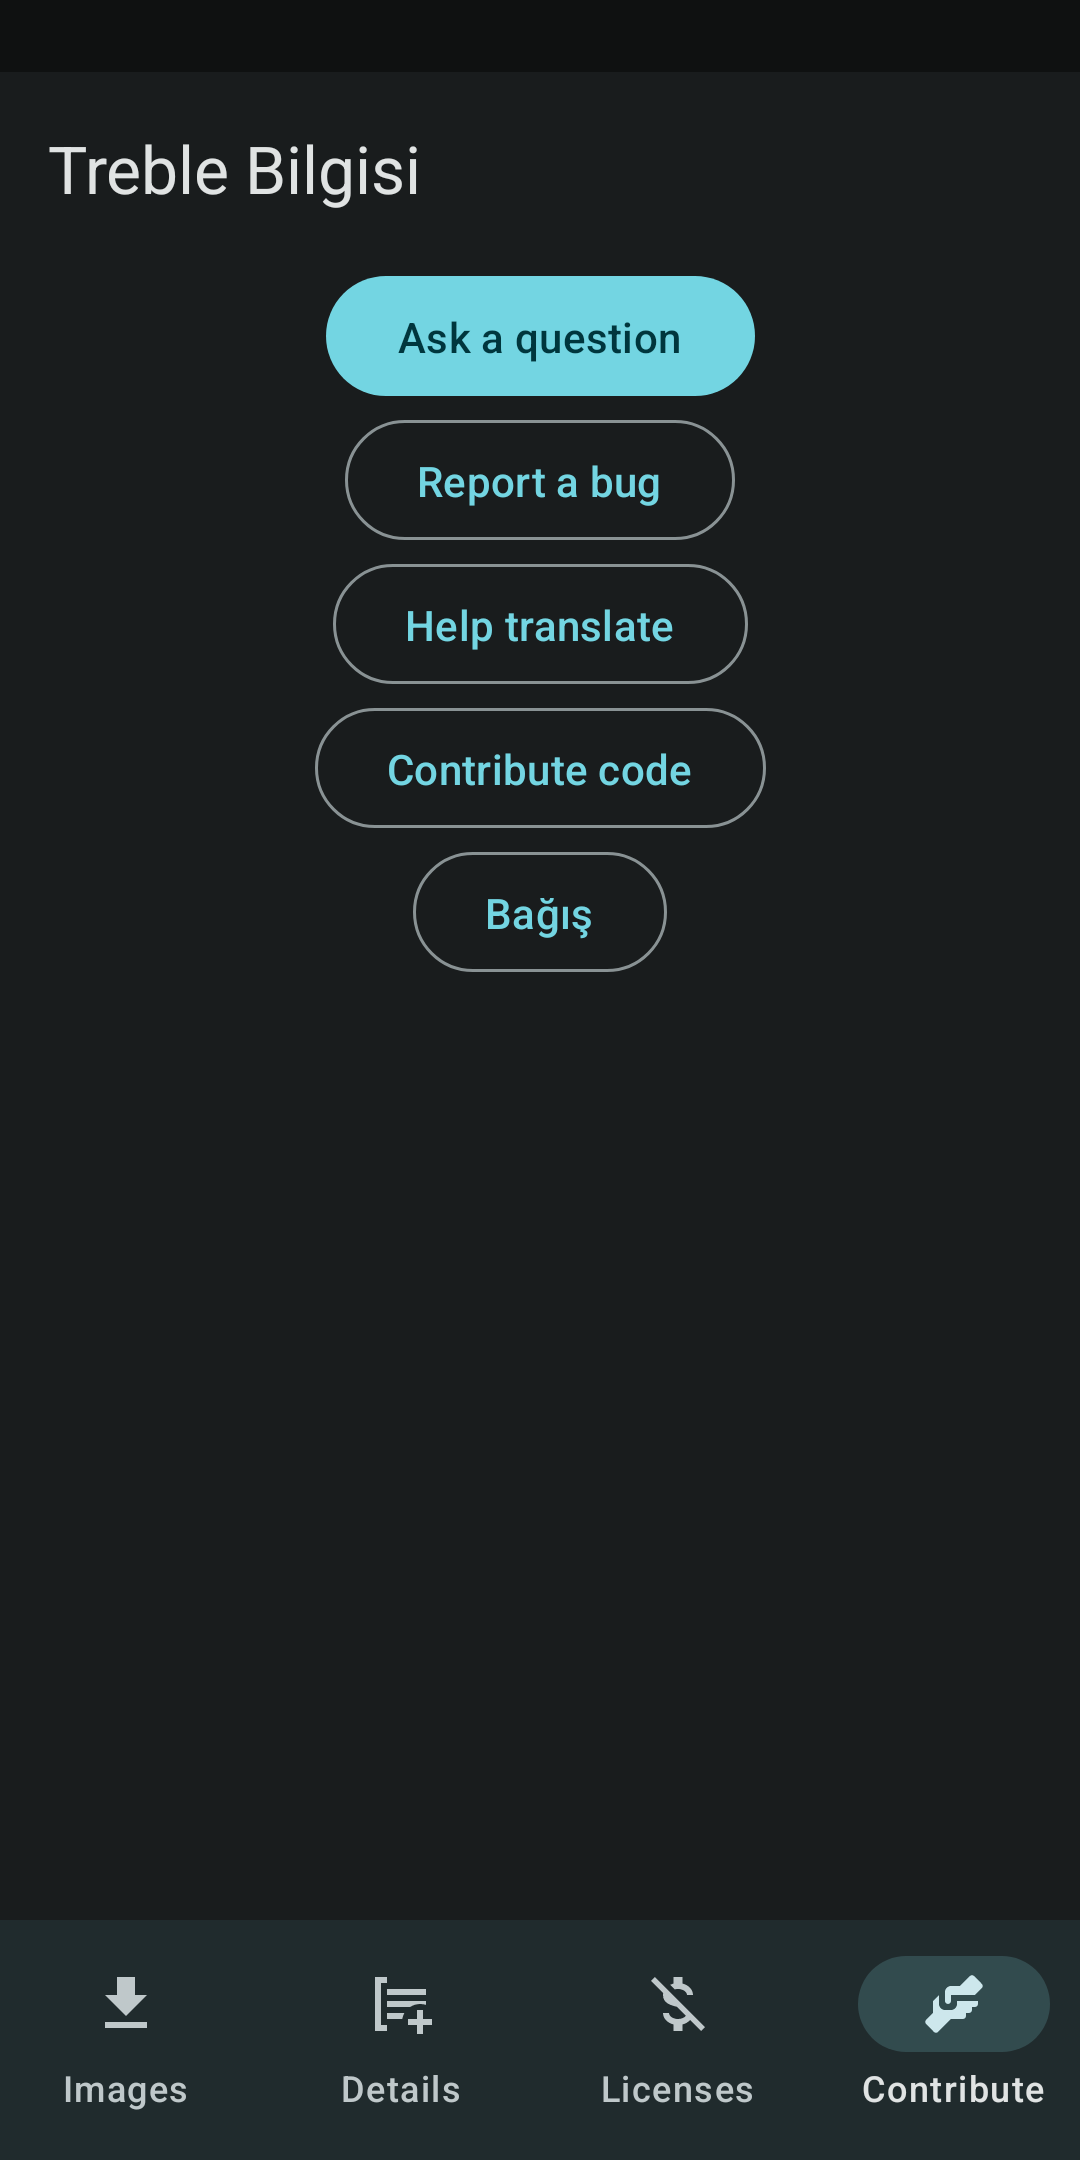 Treble Bilgisi
Ask a question
Report a bug
Help translate
Contribute code
Bağış
Images
Details
Licenses
Contribute